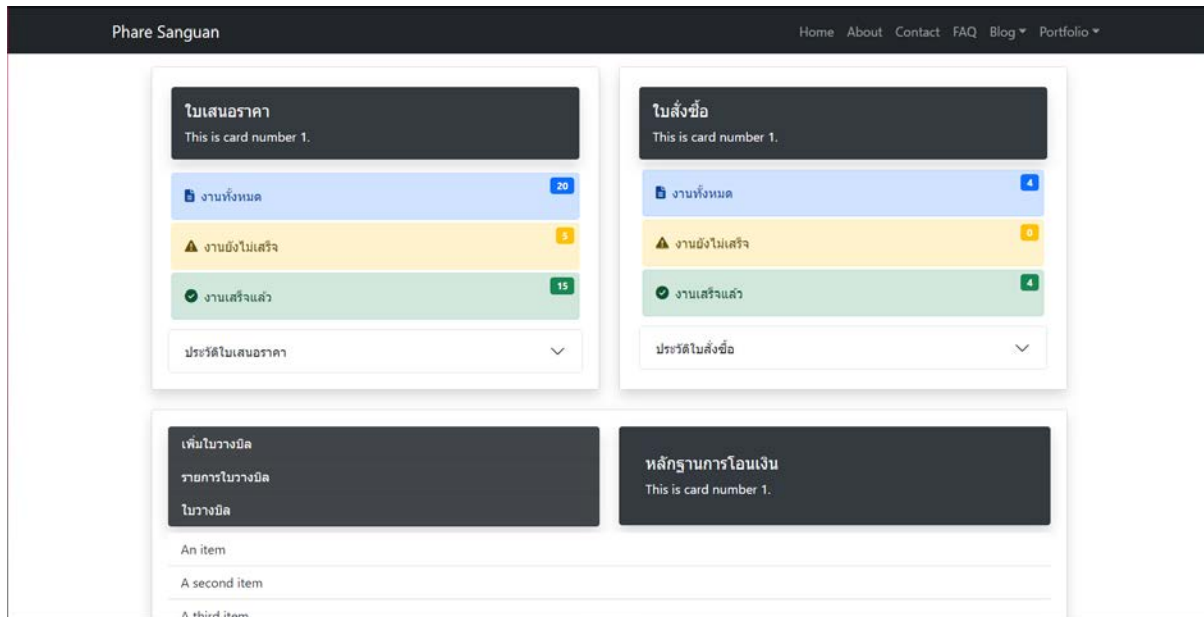 Phare Sanguan
Home About Contact FAQ Blog Portfolio
ใบเสนอราคา
This is card number 1.
งานทั้งหมด 20
งานยังไม่เสร็จ 5
งานเสร็จแล้ว 15
ประวัติใบเสนอราคา
ใบสั่งซื้อ
This is card number 1.
งานทั้งหมด 4
งานยังไม่เสร็จ 0
งานเสร็จแล้ว 4
ประวัติใบสั่งซื้อ
เพิ่มใบวางบิล
รายการใบวางบิล
ใบวางบิล
An item
A second item
A third item
หลักฐานการโอนเงิน
This is card number 1.